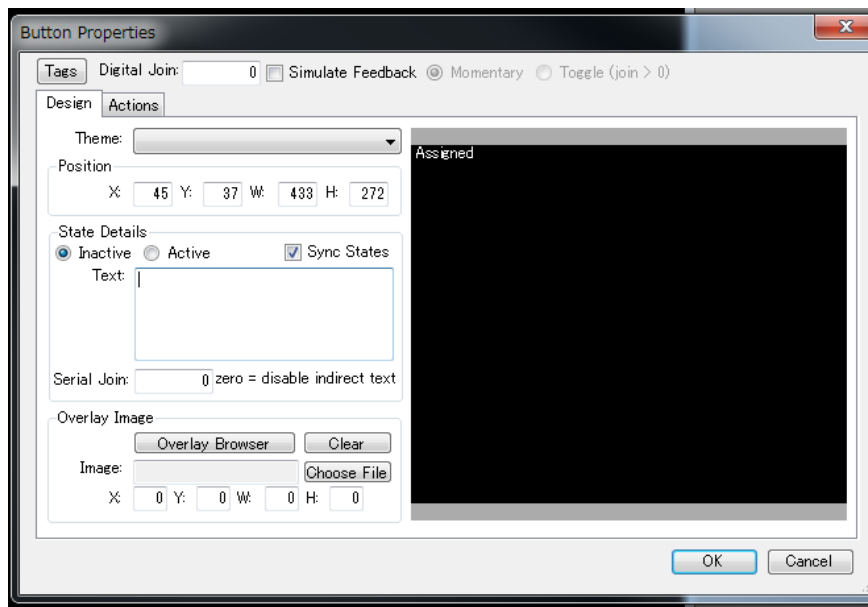 Button Properties
Tags Digital Join: 0 Simulate Feedback Momentary Toggle (join > 0)
Design Actions
Theme:
Assigned
Position
X: 45 Y: 37 W: 433 H: 272
State Details
Inactive Active Sync States
Text:
Serial Join: 0 zero = disable indirect text
Overlay Image
Overlay Browser Clear
Image: Choose File
X: 0 Y: 0 W: 0 H: 0
OK Cancel